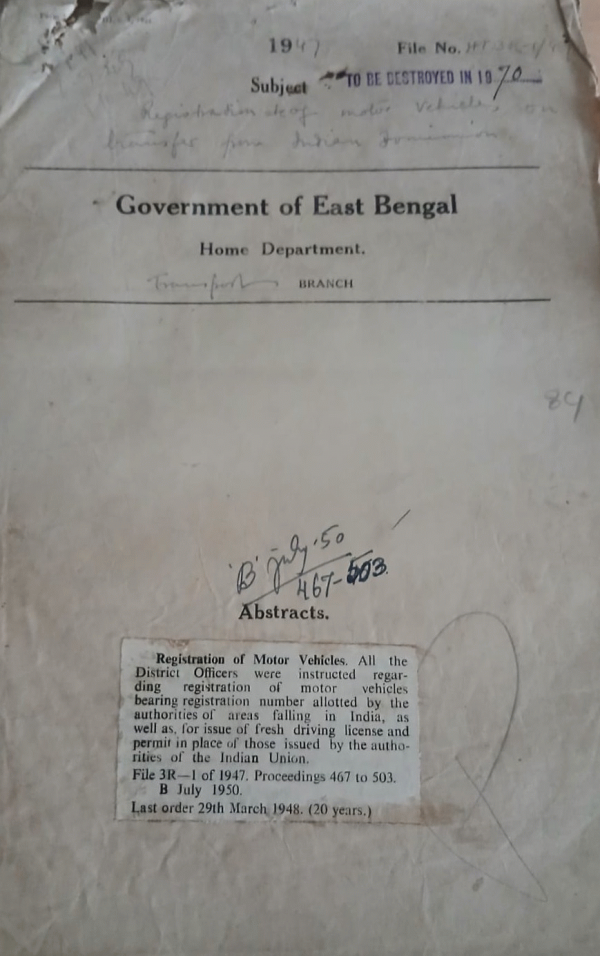 1947 File No. HPT 3R-1/47
Subject TO BE DESTROYED IN 1970
Registration of motor vehicles on
transfer from Indian Dominion
Government of East Bengal
Home Department.
Transport BRANCH
84
'B' July '50
467-503.
Abstracts.
Registration of Motor Vehicles. All the
District Officers were instructed regar-
ding registration of motor vehicles
bearing registration number allotted by the
authorities of areas falling in India, as
well as, for issue of fresh driving license and
permit in place of those issued by the autho-
rities of the Indian Union.
File 3R—1 of 1947. Proceedings 467 to 503.
B July 1950.
Last order 29th March 1948. (20 years.)